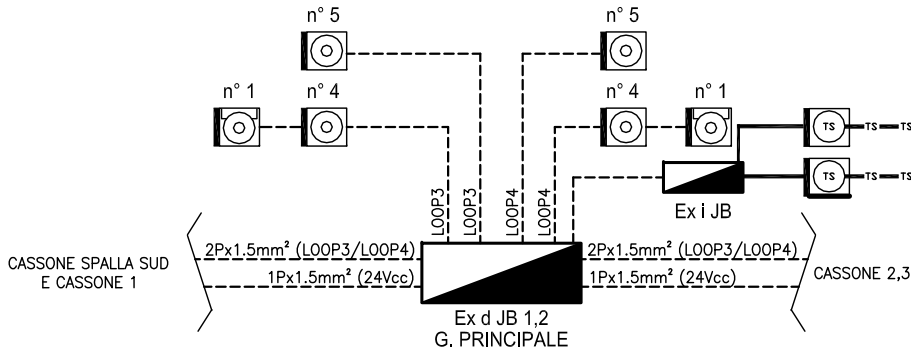 n° 5
n° 5
n° 1
n° 4
n° 4
n° 1
TS
TS
TS
TS
TS
TS
LOOP3
LOOP3
LOOP4
LOOP4
Ex i JB
CASSONE SPALLA SUD
E CASSONE 1
2Px1.5mm² (LOOP3/LOOP4)
1Px1.5mm² (24Vcc)
2Px1.5mm² (LOOP3/LOOP4)
1Px1.5mm² (24Vcc)
CASSONE 2,3
Ex d JB 1,2
G. PRINCIPALE